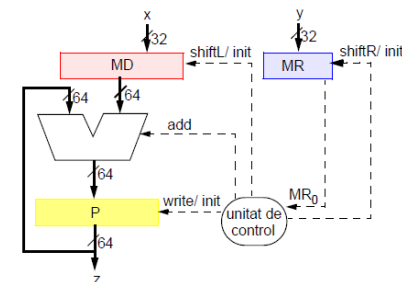 x
y
32
32
shiftL/ init
shiftR/ init
MD
MR
64
64
add
64
MR0
write/ init
P
unitat de
control
64
z